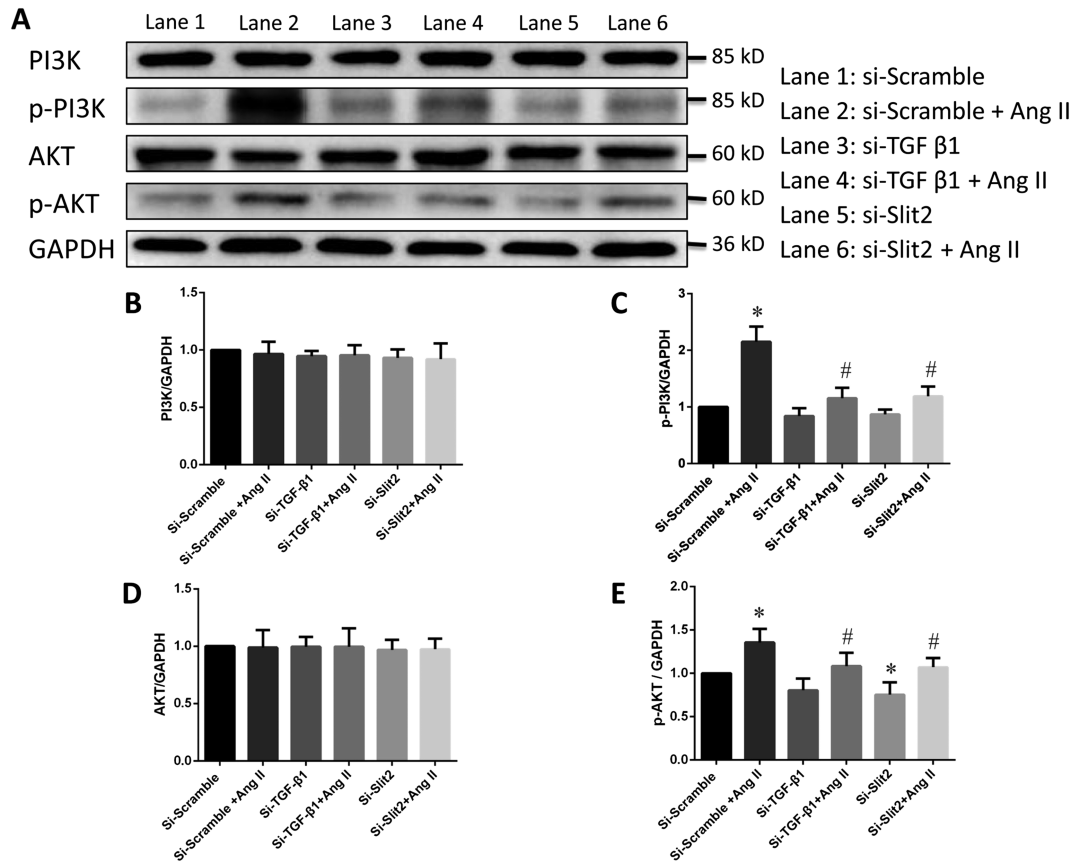 A
Lane 1 Lane 2 Lane 3 Lane 4 Lane 5 Lane 6
PI3K
85 kD
p-PI3K
85 kD
AKT
60 kD
p-AKT
60 kD
GAPDH
36 kD
Lane 1: si-Scramble
Lane 2: si-Scramble + Ang II
Lane 3: si-TGF β1
Lane 4: si-TGF β1 + Ang II
Lane 5: si-Slit2
Lane 6: si-Slit2 + Ang II
B
PI3K/GAPDH
1.5
1.0
0.5
0.0
Si-Scramble
Si-Scramble +Ang II
Si-TGF-β1
Si-TGF-β1+Ang II
Si-Slit2
Si-Slit2+Ang II
C
p-PI3K/GAPDH
3
2
1
0
*
#
#
Si-Scramble
Si-Scramble +Ang II
Si-TGF-β1
Si-TGF-β1+Ang II
Si-Slit2
Si-Slit2+Ang II
D
AKT/GAPDH
1.5
1.0
0.5
0.0
Si-Scramble
Si-Scramble +Ang II
Si-TGF-β1
Si-TGF-β1+Ang II
Si-Slit2
Si-Slit2+Ang II
E
p-AKT / GAPDH
2.0
1.5
1.0
0.5
0.0
*
#
*
#
Si-Scramble
Si-Scramble +Ang II
Si-TGF-β1
Si-TGF-β1+Ang II
Si-Slit2
Si-Slit2+Ang II